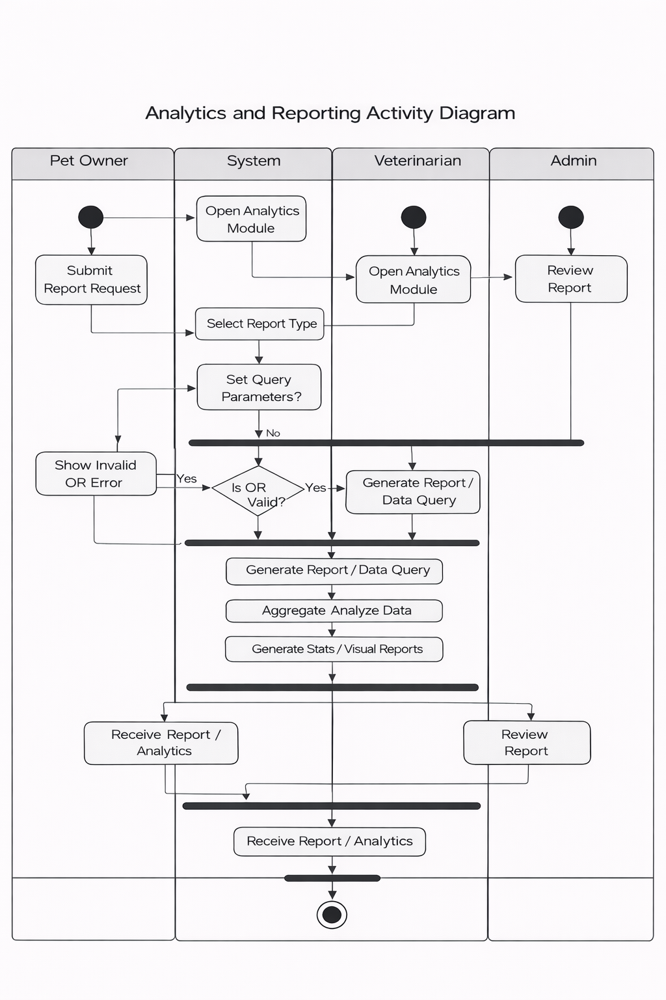 Analytics and Reporting Activity Diagram
Pet Owner
System
Veterinarian
Admin
Open Analytics
Module
Submit
Report Request
Open Analytics
Module
Review
Report
Select Report Type
Set Query
Parameters?
No
Show Invalid
OR Error
Yes
Is OR
Valid?
Yes
Generate Report /
Data Query
Generate Report / Data Query
Aggregate Analyze Data
Generate Stats / Visual Reports
Receive Report /
Analytics
Review
Report
Receive Report / Analytics